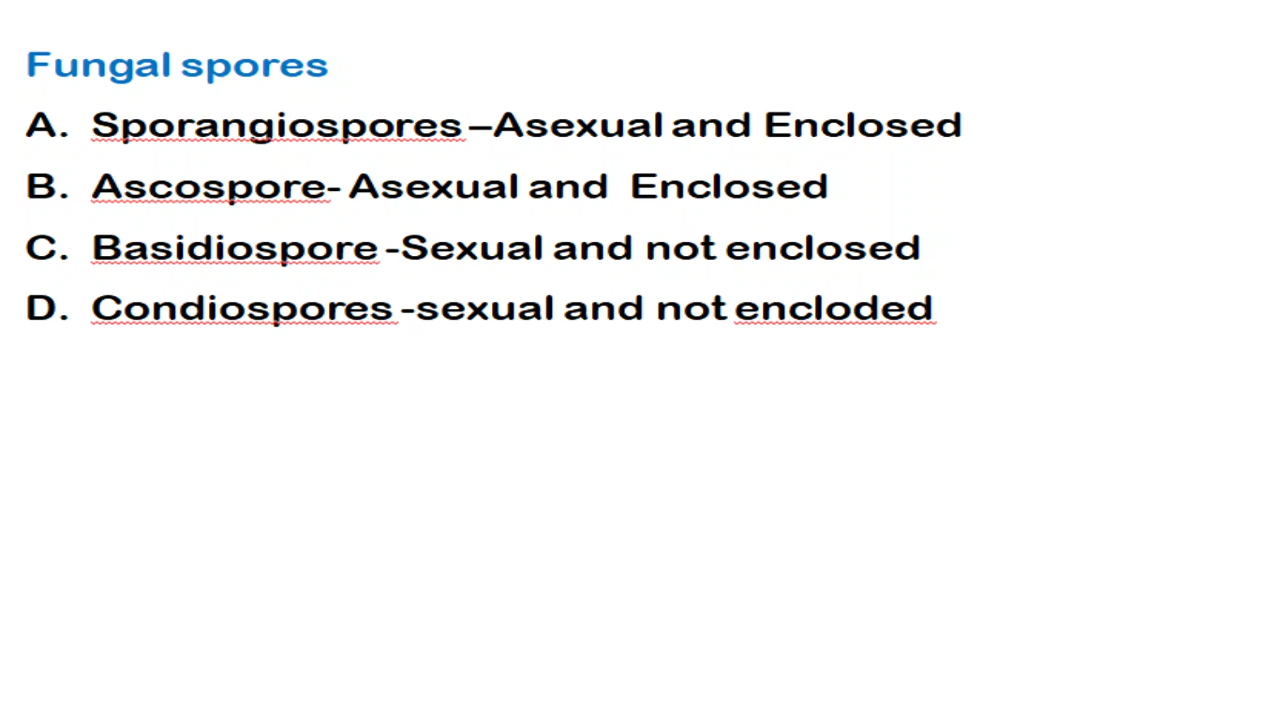 Fungal spores
A. Sporangiospores –Asexual and Enclosed
B. Ascospore- Asexual and Enclosed
C. Basidiospore -Sexual and not enclosed
D. Condiospores -sexual and not encloded